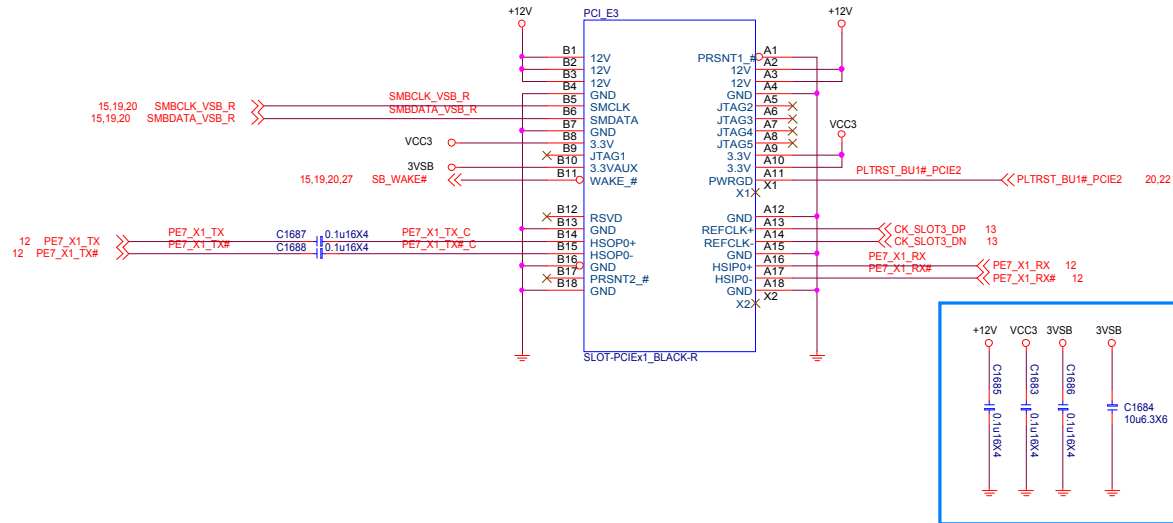 PCI_E3
+12V +12V
B1 12V PRSNT1_# A1
B2 12V 12V A2
B3 12V 12V A3
B4 GND GND A4
15,19,20 SMBCLK_VSB_R SMBCLK_VSB_R B5 SMCLK JTAG2 A5
15,19,20 SMBDATA_VSB_R SMBDATA_VSB_R B6 SMDATA JTAG3 A6
B7 GND JTAG4 A7
VCC3 B8 3.3V JTAG5 A8 VCC3
B9 JTAG1 3.3V A9
3VSB B10 3.3VAUX 3.3V A10
15,19,20,27 SB_WAKE# B11 WAKE_# PWRGD A11 PLTRST_BU1#_PCIE2 PLTRST_BU1#_PCIE2 20,22
X1 X1
B12 RSVD GND A12
B13 GND REFCLK+ A13 CK_SLOT3_DP 13
12 PE7_X1_TX PE7_X1_TX C1687 0.1u16X4 PE7_X1_TX_C B14 HSOP0+ REFCLK- A14 CK_SLOT3_DN 13
12 PE7_X1_TX# PE7_X1_TX# C1688 0.1u16X4 PE7_X1_TX#_C B15 HSOP0- GND A15
B16 GND HSIP0+ A16 PE7_X1_RX PE7_X1_RX 12
B17 PRSNT2_# HSIP0- A17 PE7_X1_RX# PE7_X1_RX# 12
B18 GND GND A18
X2 X2
SLOT-PCIEx1_BLACK-R
+12V VCC3 3VSB 3VSB
C1685 0.1u16X4
C1683 0.1u16X4
C1686 0.1u16X4
C1684
10u6.3X6